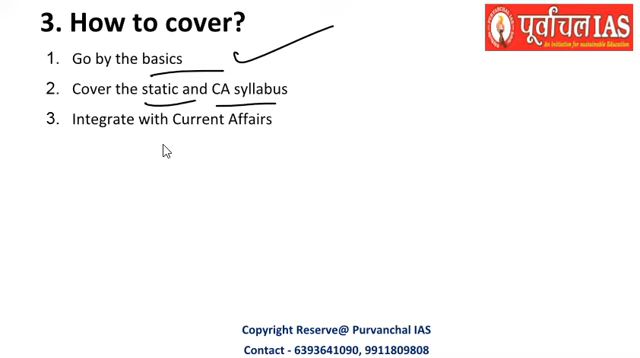 3. How to cover?
पूर्वांचल IAS
An initiative for sustainable Education
1. Go by the basics
2. Cover the static and CA syllabus
3. Integrate with Current Affairs
Copyright Reserve@ Purvanchal IAS
Contact - 6393641090, 9911809808